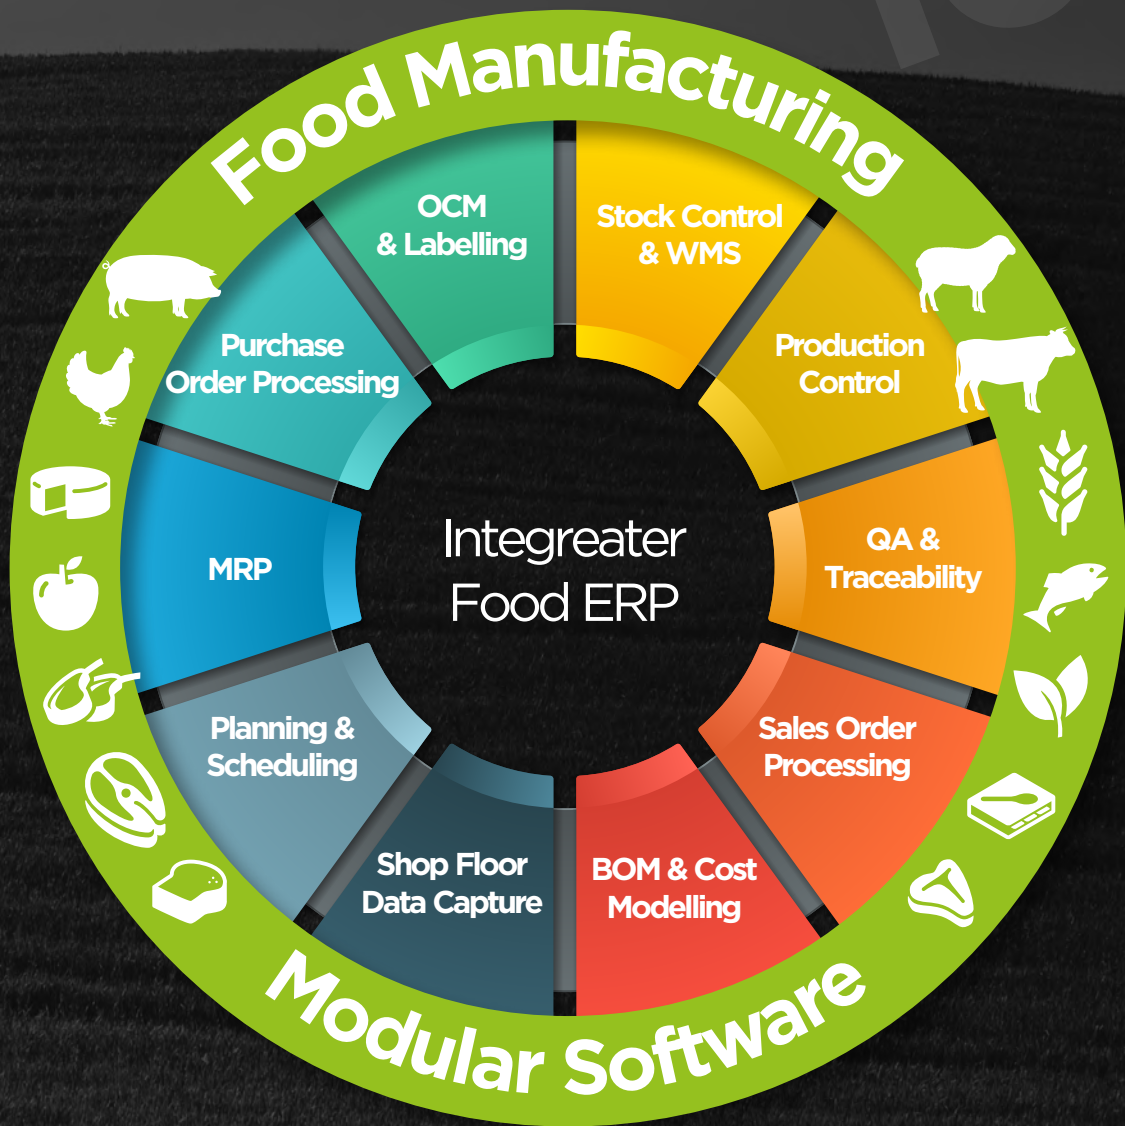 Food Manufacturing
OCM
& Labelling
Stock Control
& WMS
Purchase
Order Processing
Production
Control
MRP
Integreater
Food ERP
QA &
Traceability
Planning &
Scheduling
Sales Order
Processing
Shop Floor
Data Capture
BOM & Cost
Modelling
Modular Software